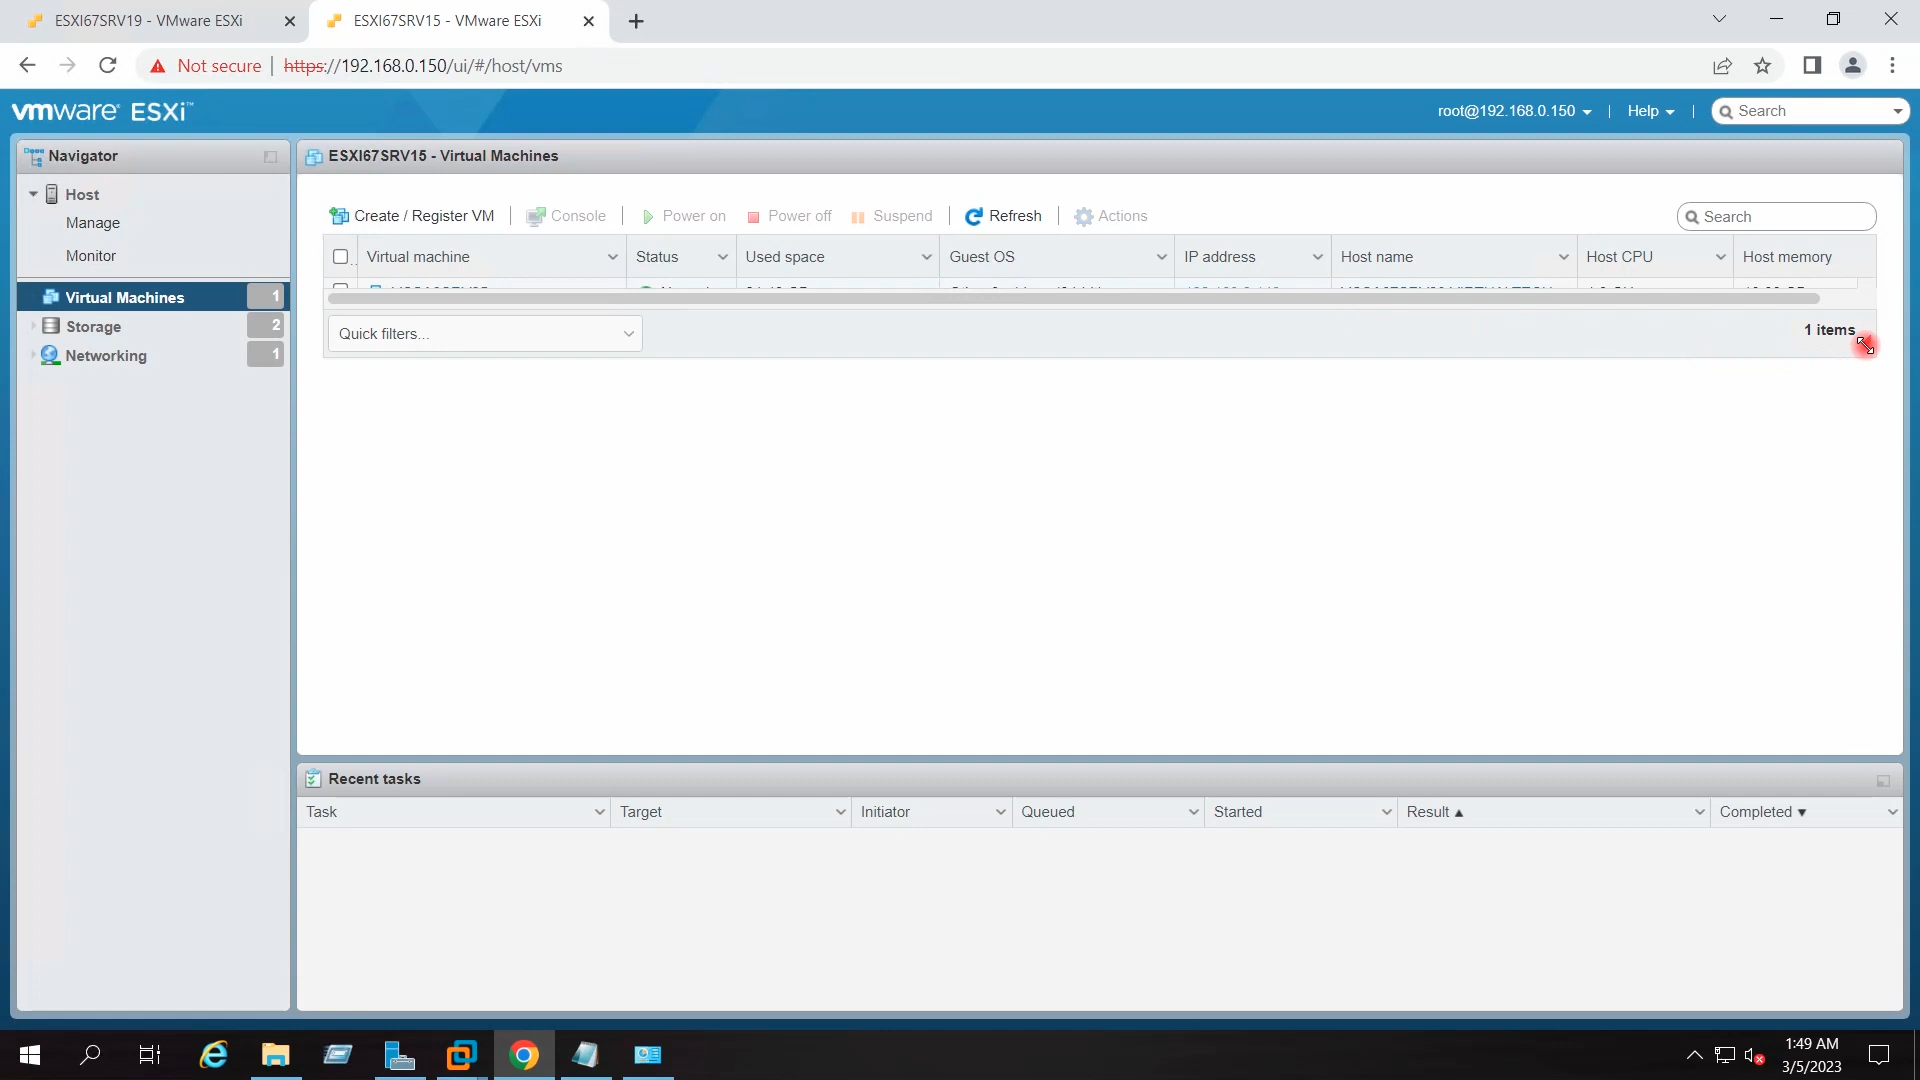 ESXI67SRV19 - VMware ESXi
ESXI67SRV15 - VMware ESXi
Not secure
https://192.168.0.150/ui/#/host/vms
vmware ESXi™
root@192.168.0.150
Help
Search
Navigator
ESXI67SRV15 - Virtual Machines
Host
Manage
Monitor
Virtual Machines 1
Storage 2
Networking 1
Create / Register VM
Console
Power on
Power off
Suspend
Refresh
Actions
Search
Virtual machine
Status
Used space
Guest OS
IP address
Host name
Host CPU
Host memory
Quick filters...
1 items
Recent tasks
Task
Target
Initiator
Queued
Started
Result ▲
Completed ▼
1:49 AM
3/5/2023